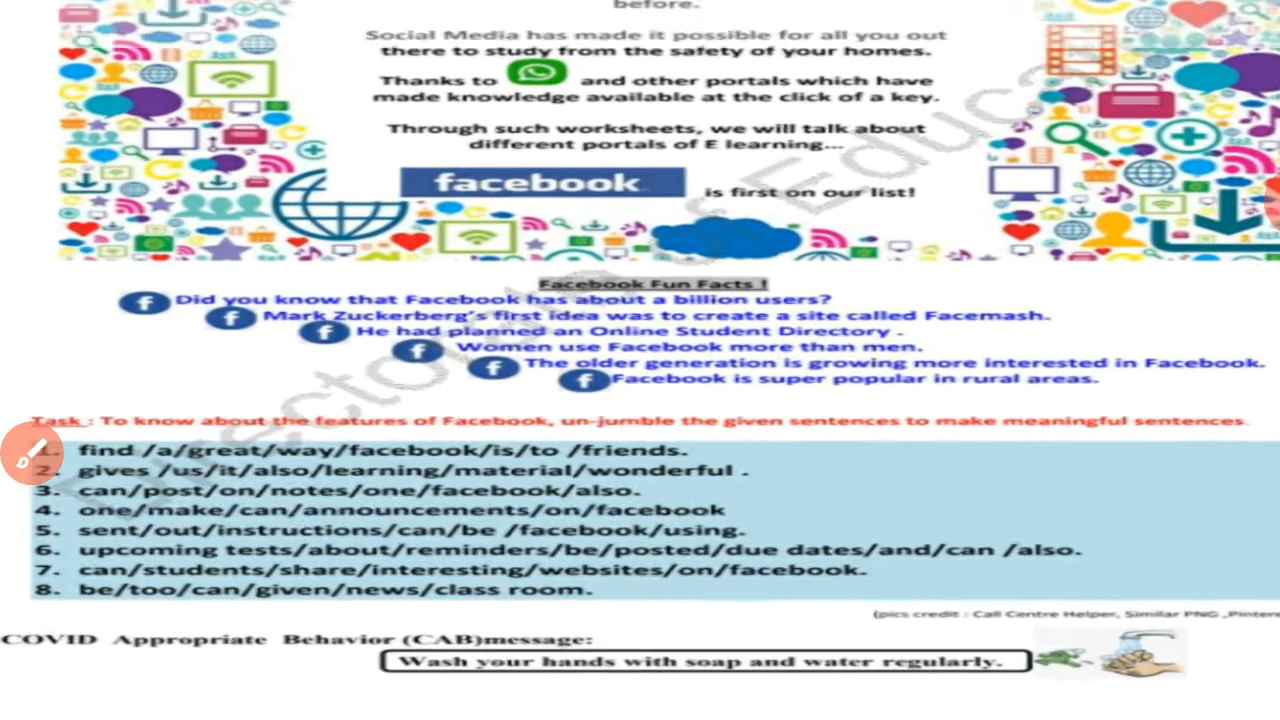 before.
Social Media has made it possible for all you out
there to study from the safety of your homes.
Thanks to and other portals which have
made knowledge available at the click of a key.
Through such worksheets, we will talk about
different portals of E learning...
facebook is first on our list!
Facebook Fun Facts !
f Did you know that Facebook has about a billion users?
f Mark Zuckerberg's first idea was to create a site called Facemash.
f He had planned an Online Student Directory .
f Women use Facebook more than men.
f The older generation is growing more interested in Facebook.
f Facebook is super popular in rural areas.
Task : To know about the features of Facebook, un-jumble the given sentences to make meaningful sentences.
1. find /a/great/way/facebook/is/to /friends.
2. gives /us/it/also/learning/material/wonderful .
3. can/post/on/notes/one/facebook/also.
4. one/make/can/announcements/on/facebook
5. sent/out/instructions/can/be /facebook/using.
6. upcoming tests/about/reminders/be/posted/due dates/and/can /also.
7. can/students/share/interesting/websites/on/facebook.
8. be/too/can/given/news/class room.
(pics credit : Call Centre Helper, Similar PNG ,Pintere
COVID Appropriate Behavior (CAB)message:
Wash your hands with soap and water regularly.